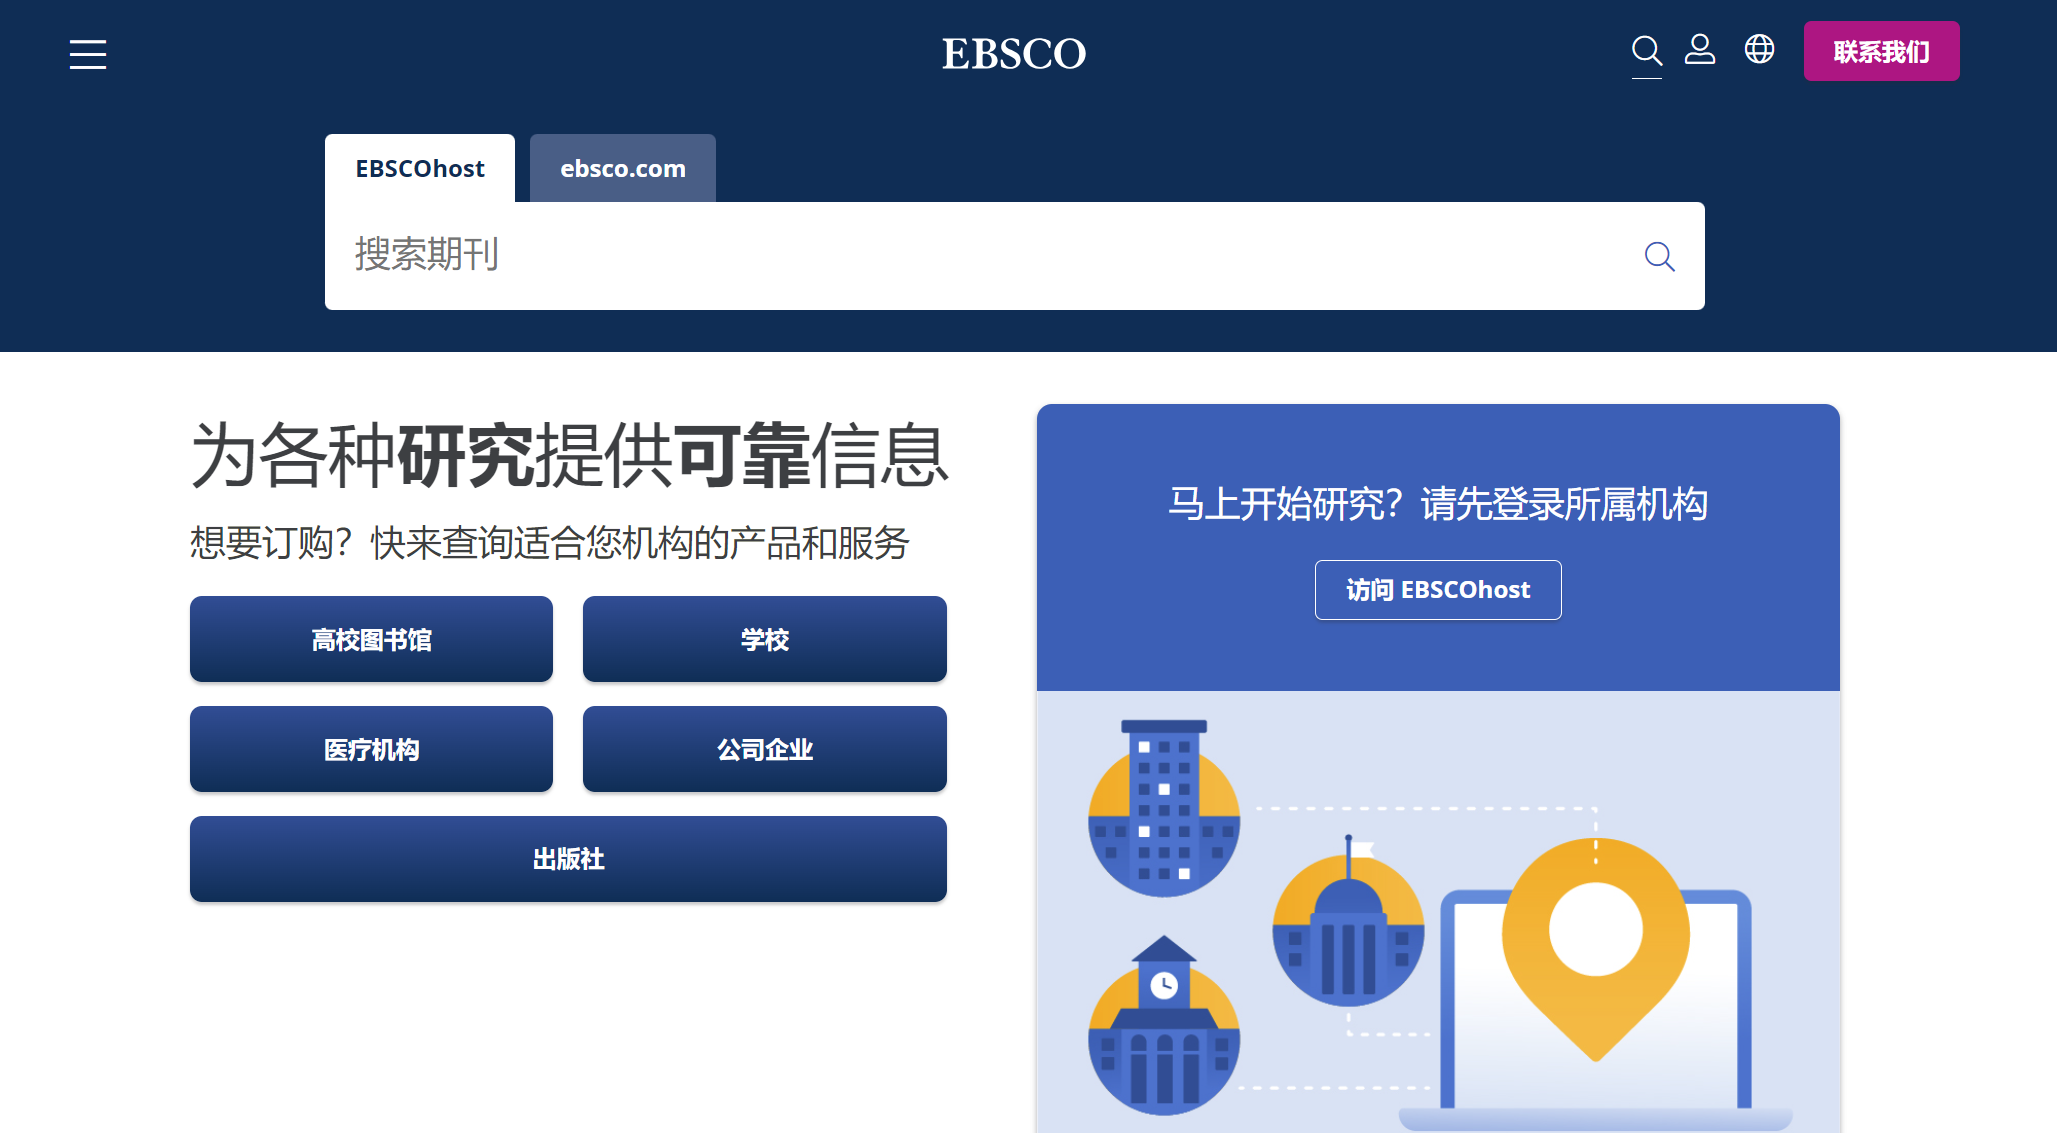 EBSCO
联系我们
EBSCOhost
ebsco.com
搜索期刊
为各种研究提供可靠信息
想要订购？快来查询适合您机构的产品和服务
高校图书馆
学校
医疗机构
公司企业
出版社
马上开始研究？请先登录所属机构
访问 EBSCOhost